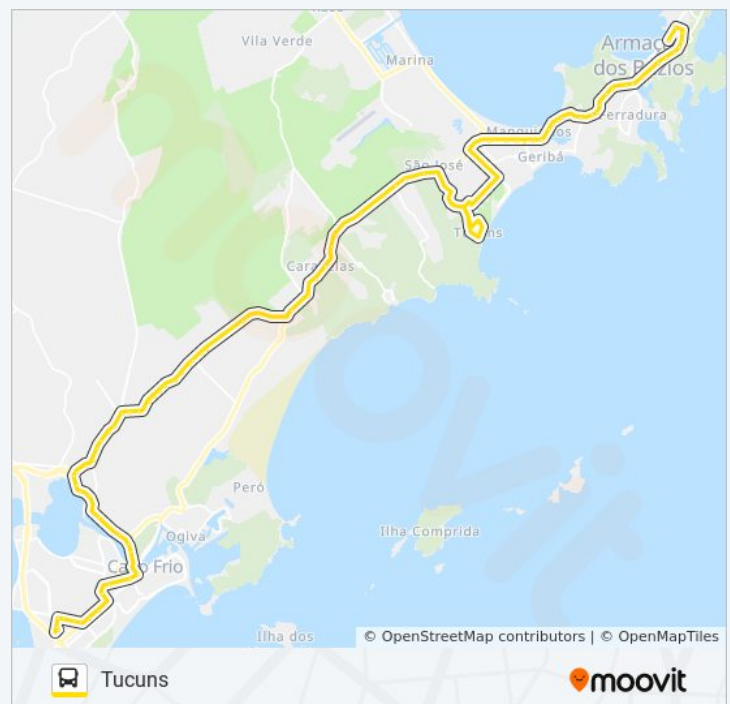 Vila Verde
Armação
dos Búzios
Marina
Ferradura
Manguinhos
Geribá
São José
Tucuns
Caravelas
Peró
Ogiva
Ilha Comprida
Cabo Frio
Ilha dos
© OpenStreetMap contributors | © OpenMapTiles
Tucuns
moovit